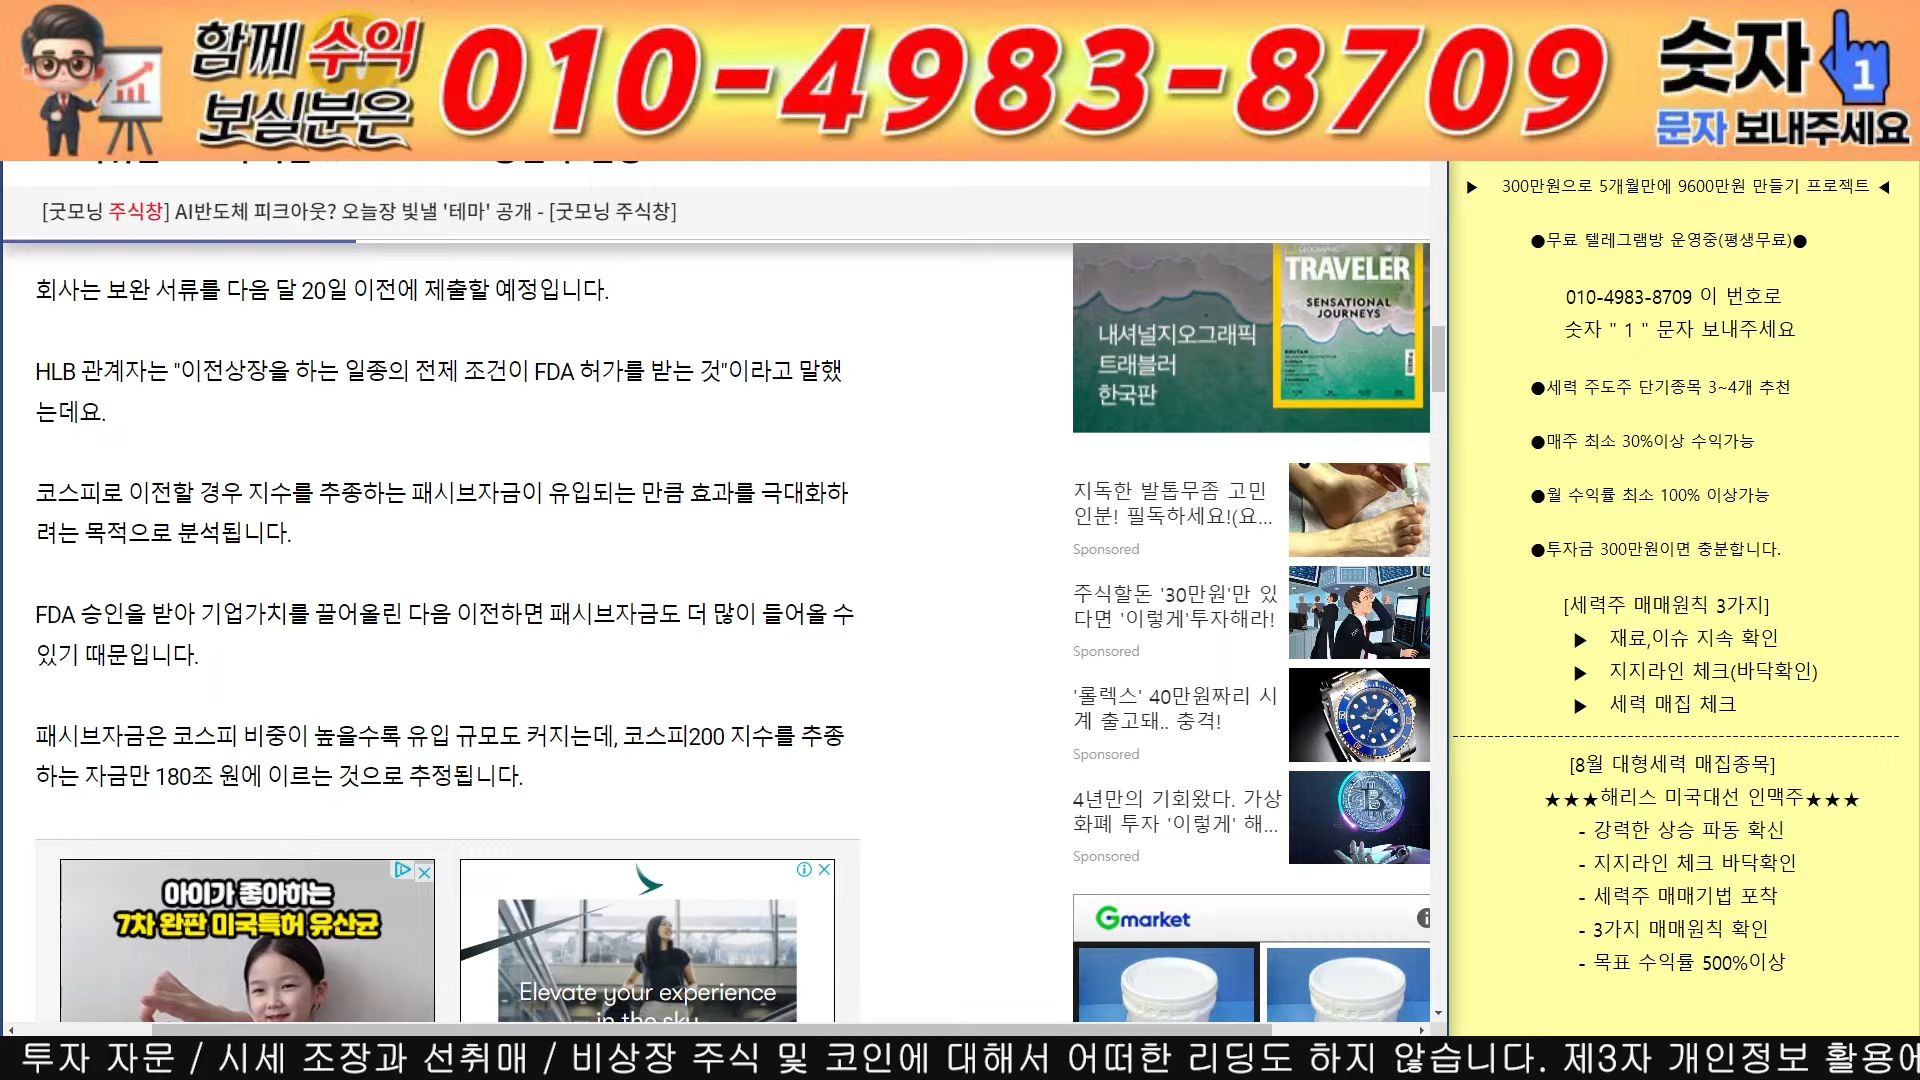 함께 수익
보실분은
010-4983-8709
숫자 1
문자 보내주세요
[굿모닝 주식창] AI반도체 피크아웃? 오늘장 빛낼 '테마' 공개 - [굿모닝 주식창]
회사는 보완 서류를 다음 달 20일 이전에 제출할 예정입니다.
HLB 관계자는 "이전상장을 하는 일종의 전제 조건이 FDA 허가를 받는 것"이라고 말했
는데요.
코스피로 이전할 경우 지수를 추종하는 패시브자금이 유입되는 만큼 효과를 극대화하
려는 목적으로 분석됩니다.
FDA 승인을 받아 기업가치를 끌어올린 다음 이전하면 패시브자금도 더 많이 들어올 수
있기 때문입니다.
패시브자금은 코스피 비중이 높을수록 유입 규모도 커지는데, 코스피200 지수를 추종
하는 자금만 180조 원에 이르는 것으로 추정됩니다.
아이가 좋아하는
7차 완판 미국특허 유산균
Elevate your experience
in the sky
내셔널지오그래픽
트래블러
한국판
TRAVELER
SENSATIONAL
JOURNEYS
지독한 발톱무좀 고민
인분! 필독하세요!(요...
Sponsored
주식할돈 '30만원'만 있
다면 '이렇게'투자해라!
Sponsored
'롤렉스' 40만원짜리 시
계 출고돼.. 충격!
Sponsored
4년만의 기회왔다. 가상
화폐 투자 '이렇게' 해...
Sponsored
Gmarket
▶ 300만원으로 5개월만에 9600만원 만들기 프로젝트 ◀
●무료 텔레그램방 운영중(평생무료)●
010-4983-8709 이 번호로
숫자 " 1 " 문자 보내주세요
●세력 주도주 단기종목 3~4개 추천
●매주 최소 30%이상 수익가능
●월 수익률 최소 100% 이상가능
●투자금 300만원이면 충분합니다.
[세력주 매매원칙 3가지]
▶ 재료,이슈 지속 확인
▶ 지지라인 체크(바닥확인)
▶ 세력 매집 체크
[8월 대형세력 매집종목]
★★★해리스 미국대선 인맥주★★★
- 강력한 상승 파동 확신
- 지지라인 체크 바닥확인
- 세력주 매매기법 포착
- 3가지 매매원칙 확인
- 목표 수익률 500%이상
투자 자문 / 시세 조장과 선취매 / 비상장 주식 및 코인에 대해서 어떠한 리딩도 하지 않습니다. 제3자 개인정보 활용에